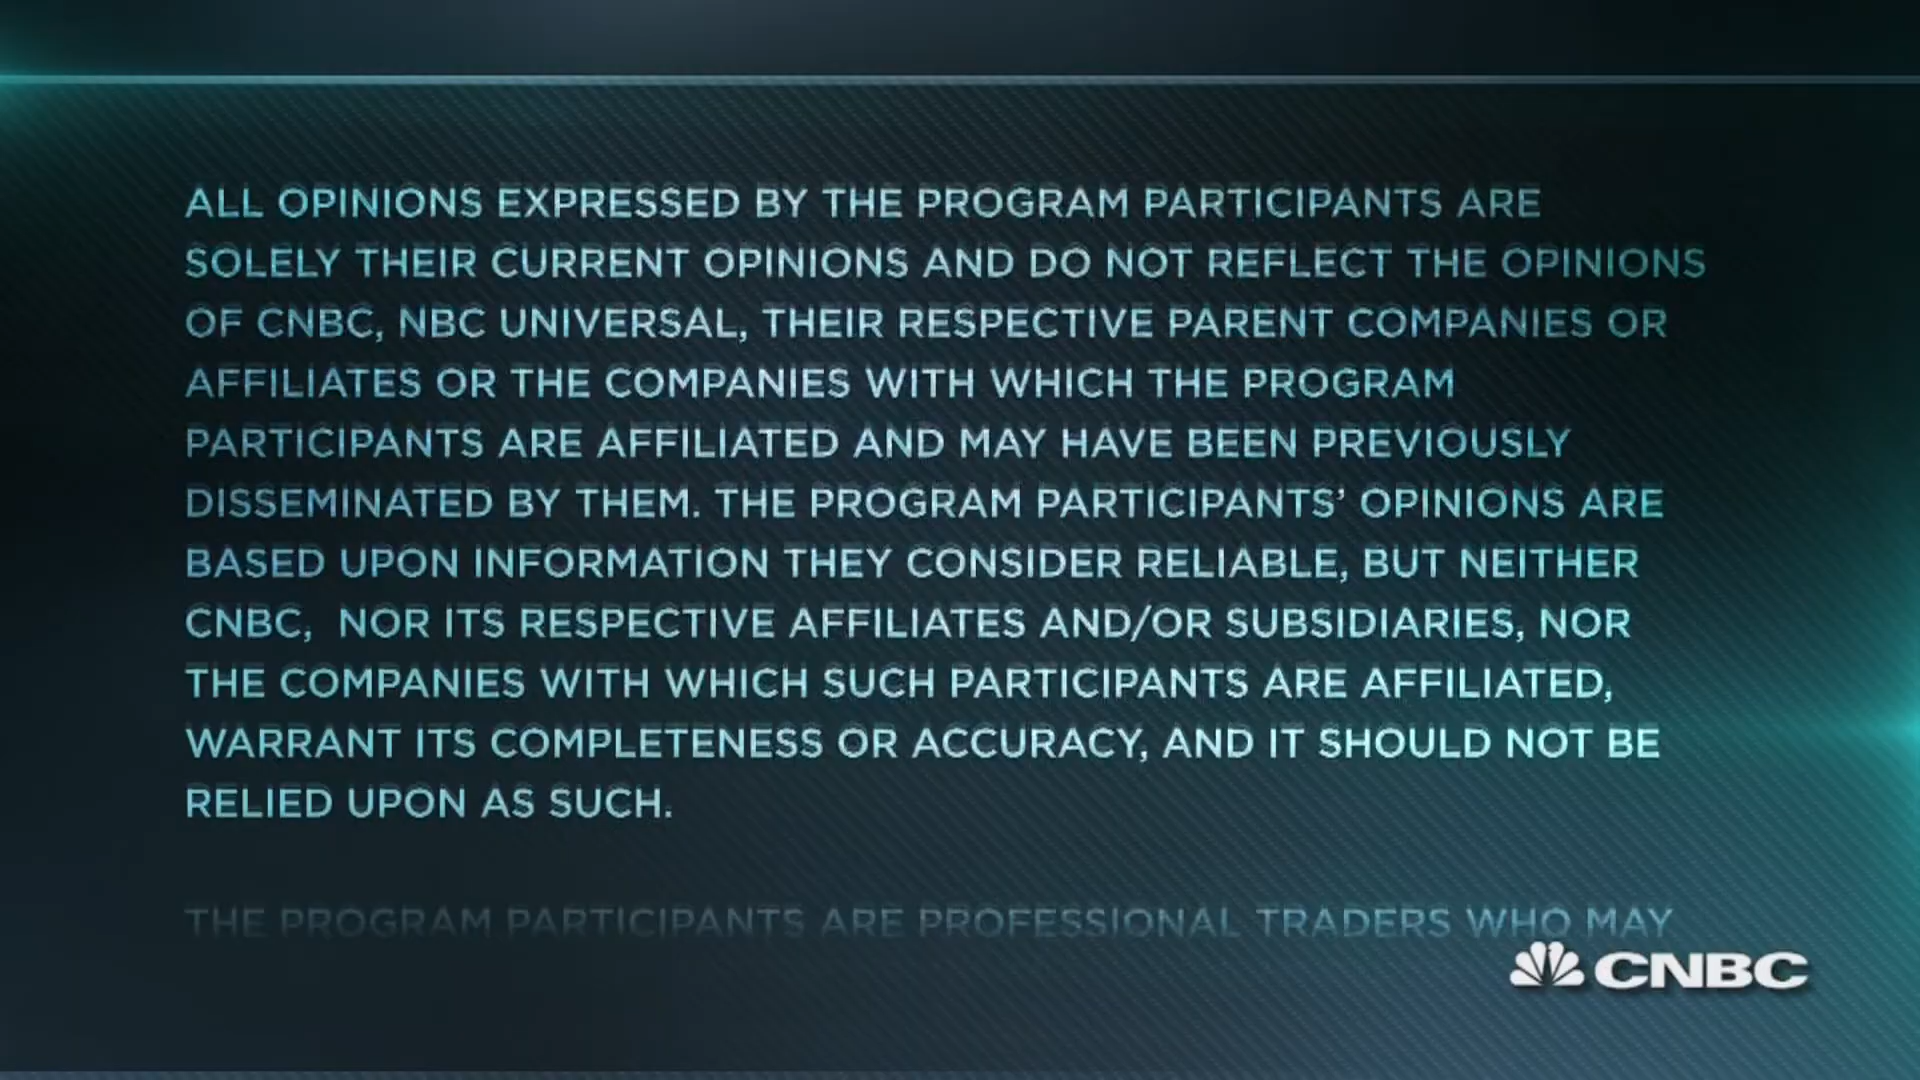 ALL OPINIONS EXPRESSED BY THE PROGRAM PARTICIPANTS ARE
SOLELY THEIR CURRENT OPINIONS AND DO NOT REFLECT THE OPINIONS
OF CNBC, NBC UNIVERSAL, THEIR RESPECTIVE PARENT COMPANIES OR
AFFILIATES OR THE COMPANIES WITH WHICH THE PROGRAM
PARTICIPANTS ARE AFFILIATED AND MAY HAVE BEEN PREVIOUSLY
DISSEMINATED BY THEM. THE PROGRAM PARTICIPANTS’ OPINIONS ARE
BASED UPON INFORMATION THEY CONSIDER RELIABLE, BUT NEITHER
CNBC, NOR ITS RESPECTIVE AFFILIATES AND/OR SUBSIDIARIES, NOR
THE COMPANIES WITH WHICH SUCH PARTICIPANTS ARE AFFILIATED,
WARRANT ITS COMPLETENESS OR ACCURACY, AND IT SHOULD NOT BE
RELIED UPON AS SUCH.
THE PROGRAM PARTICIPANTS ARE PROFESSIONAL TRADERS WHO MAY
CNBC